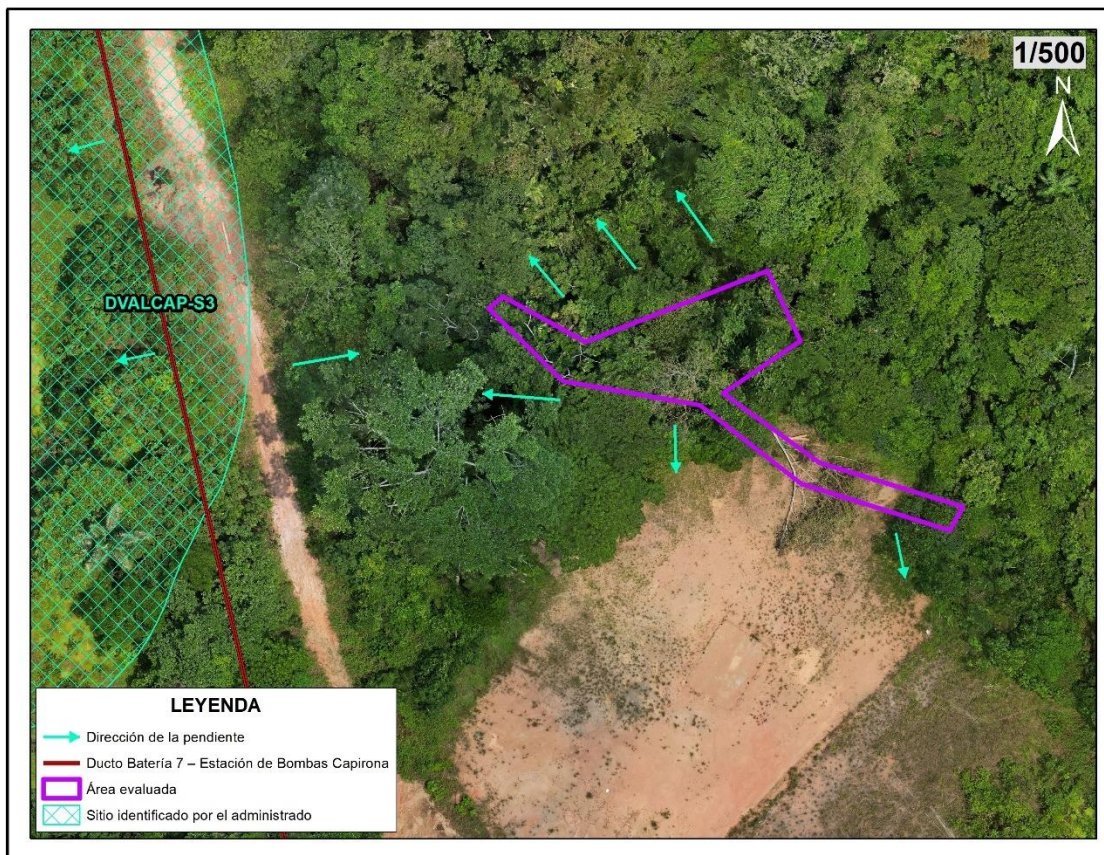 1/500
N
DVALCAP-S3
LEYENDA
Dirección de la pendiente
Ducto Batería 7 – Estación de Bombas Capirona
Área evaluada
Sitio identificado por el administrado